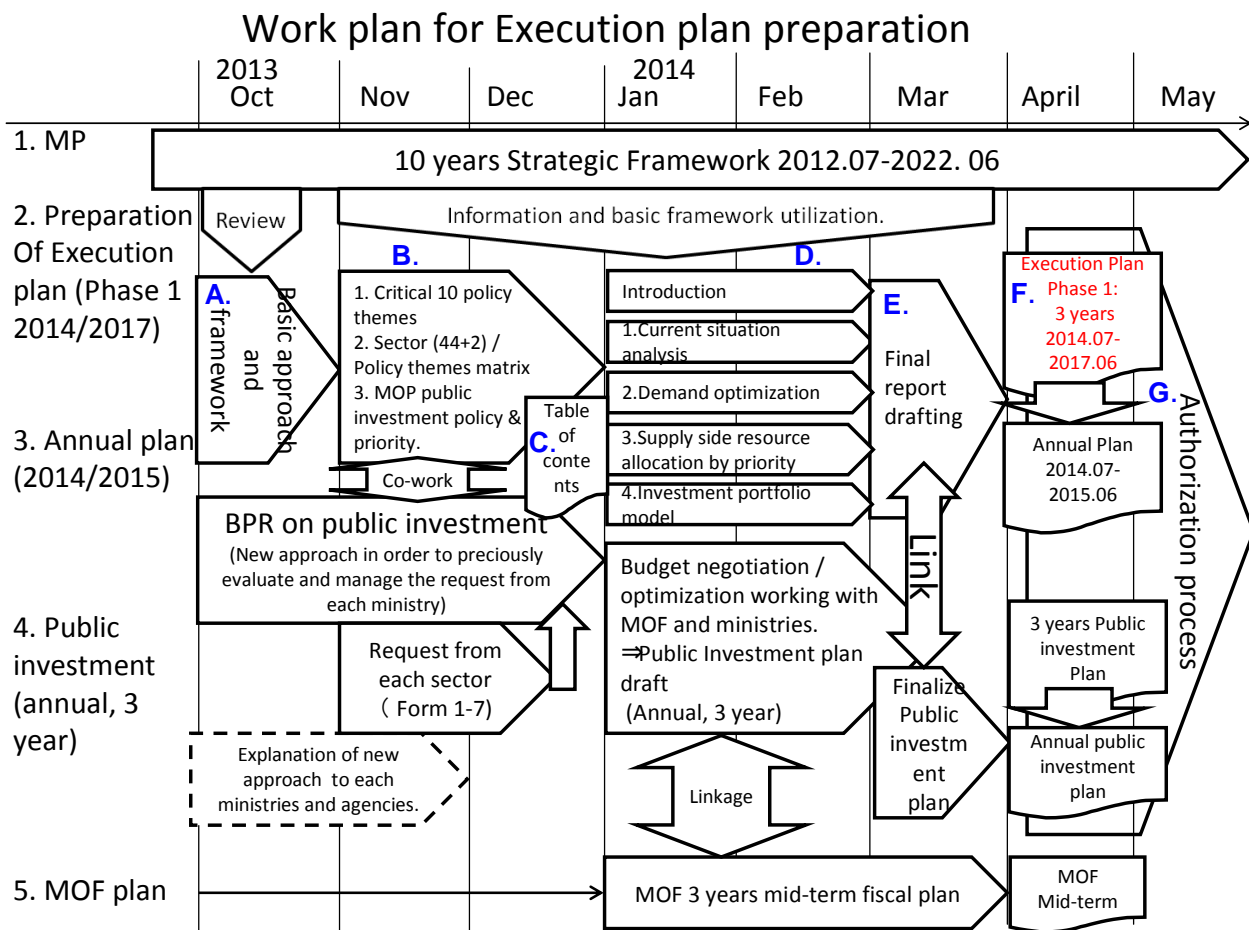 Work plan for Execution plan preparation
2013
2014
Oct
Nov
Dec
Jan
Feb
Mar
April
May
1. MP
10 years Strategic Framework 2012.07-2022. 06
2. Preparation
Of Execution
plan (Phase 1
2014/2017)
Review
Information and basic framework utilization.
A.
Basic approach
and
framework
B.
1. Critical 10 policy
themes
2. Sector (44+2) /
Policy themes matrix
3. MOP public
investment policy &
priority.
C.
Table
of
conte
nts
D.
Introduction
1.Current situation
analysis
2.Demand optimization
3.Supply side resource
allocation by priority
4.Investment portfolio
model
E.
Final
report
drafting
F.
Execution Plan
Phase 1:
3 years
2014.07-
2017.06
G.
Authorization process
3. Annual plan
(2014/2015)
Annual Plan
2014.07-
2015.06
Co-work
BPR on public investment
(New approach in order to preciously
evaluate and manage the request from
each ministry)
Link
Budget negotiation /
optimization working with
MOF and ministries.
⇒Public Investment plan
draft
(Annual, 3 year)
4. Public
investment
(annual, 3
year)
Request from
each sector
( Form 1-7)
Finalize
Public
investm
ent
plan
3 years Public
investment
Plan
Annual public
investment
plan
Explanation of new
approach to each
ministries and agencies.
Linkage
5. MOF plan
MOF 3 years mid-term fiscal plan
MOF
Mid-term